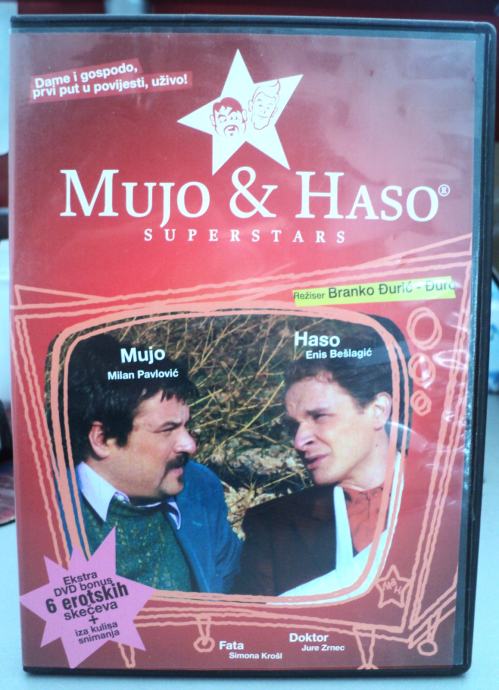 Dame i gospodo,
prvi put u povijesti, uživo!
MUJO & HASO®
SUPERSTARS
Režiser Branko Đurić - Đuro
Mujo
Milan Pavlović
Haso
Enis Bešlagić
M&H
Ekstra
DVD bonus
6 erotskih
skečeva
+
iza kulisa
snimanja
Fata
Simona Krošl
Doktor
Jure Zrnec